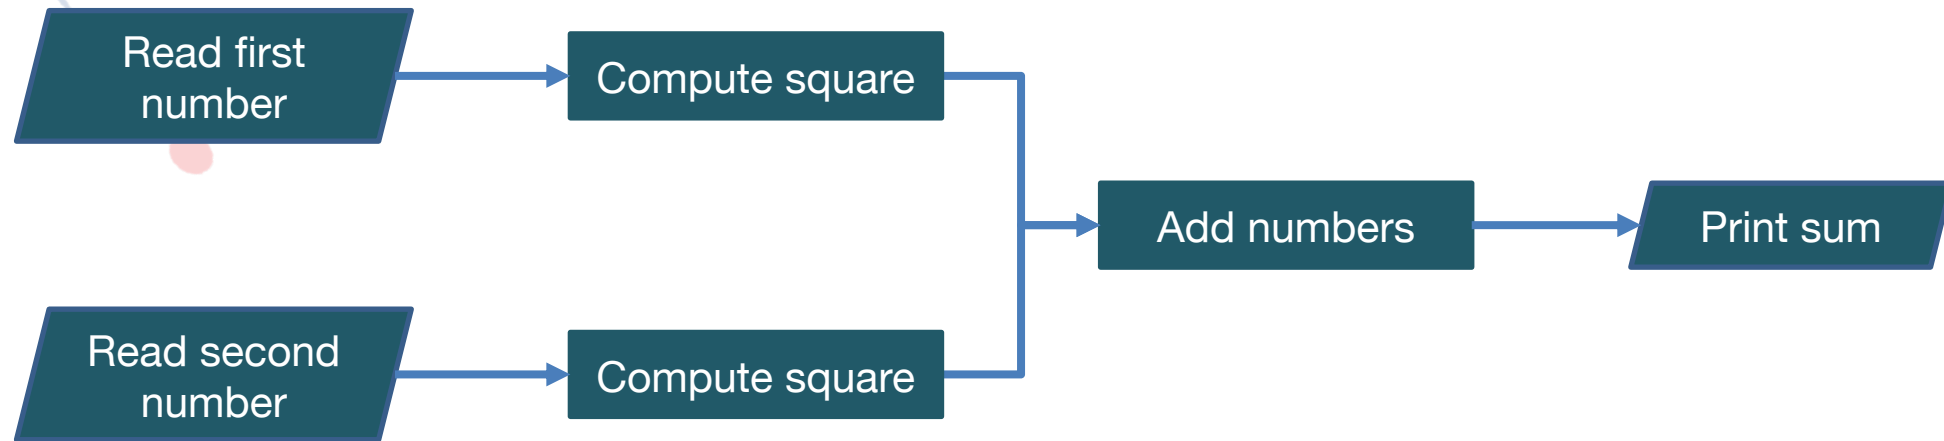 Read first
number
Compute square
Add numbers
Print sum
Read second
number
Compute square